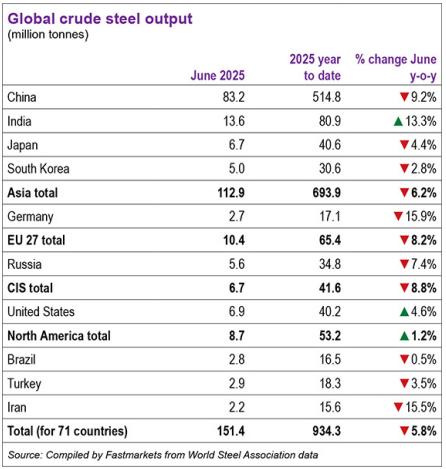 Global crude steel output
(million tonnes)
June 2025 2025 year to date % change June y-o-y
China 83.2 514.8 ▼9.2%
India 13.6 80.9 ▲13.3%
Japan 6.7 40.6 ▼4.4%
South Korea 5.0 30.6 ▼2.8%
Asia total 112.9 693.9 ▼6.2%
Germany 2.7 17.1 ▼15.9%
EU 27 total 10.4 65.4 ▼8.2%
Russia 5.6 34.8 ▼7.4%
CIS total 6.7 41.6 ▼8.8%
United States 6.9 40.2 ▲4.6%
North America total 8.7 53.2 ▲1.2%
Brazil 2.8 16.5 ▼0.5%
Turkey 2.9 18.3 ▼3.5%
Iran 2.2 15.6 ▼15.5%
Total (for 71 countries) 151.4 934.3 ▼5.8%
Source: Compiled by Fastmarkets from World Steel Association data